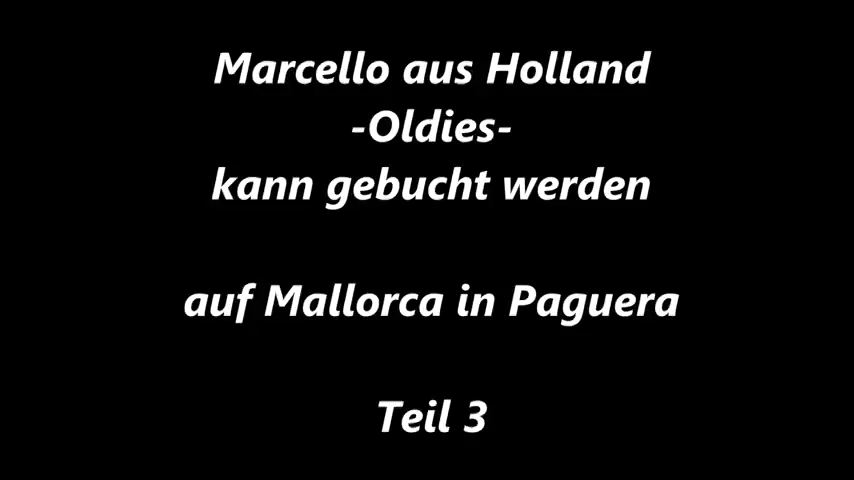 Marcello aus Holland
-Oldies-
kann gebucht werden
auf Mallorca in Paguera
Teil 3